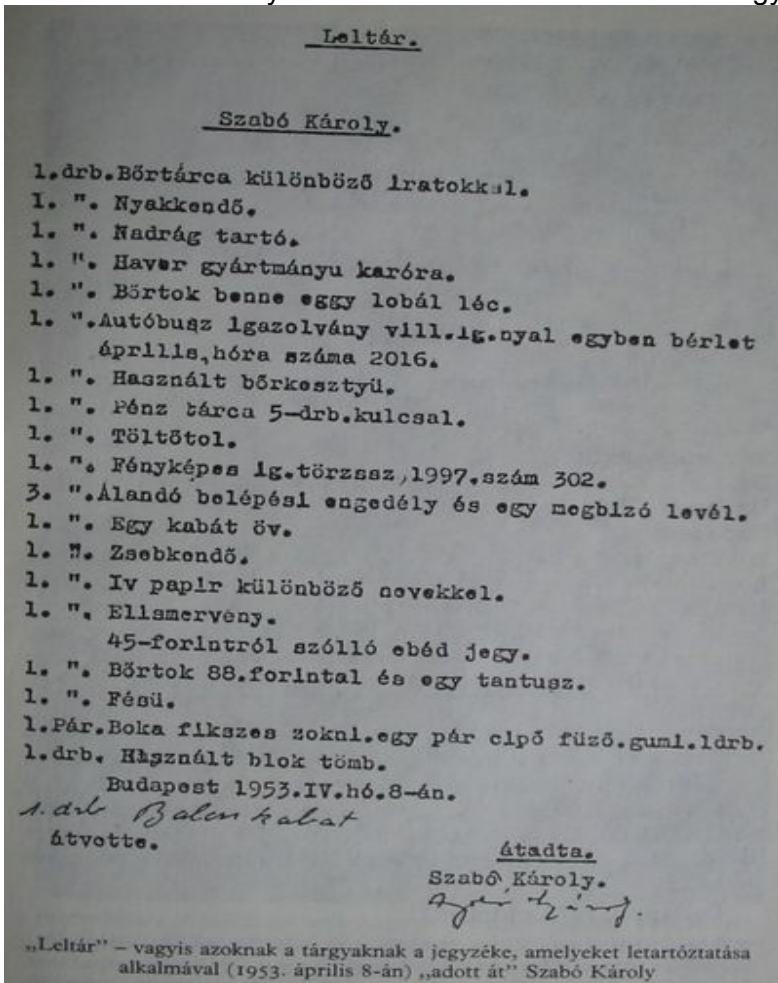 Leltár.
Szabó Károly.
1.drb.Bőrtárca különböző iratokkal.
1. ". Nyakkendő.
1. ". Nadrág tartó.
1. ". Haver gyártmányu karóra.
1. ". Bőrtok benne eggy lobál léc.
1. ".Autóbusz igazolvány vill.ig.nyal egyben bérlet
április,hóra száma 2016.
1. ". Használt bőrkesztyü.
1. ". Pénz tárca 5-drb.kulcsal.
1. ". Töltőtol.
1. ". Fényképes ig.törzssz,1997.szám 302.
3. ".Álandó belépési engedély és egy megbizó levél.
1. ". Egy kabát öv.
1. ". Zsebkendő.
1. ". Iv papir különböző nevekkel.
1. ". Elismervény.
45-forintról szólló ebéd jegy.
1. ". Bőrtok 88.forintal és egy tantusz.
1. ". Fésü.
1.Pár.Boka fikszes zokni.egy pár cipő füző.gumi.1drb.
1.drb. Használt blok tömb.
Budapest 1953.IV.hó.8-án.
1. drb Balon kabat
átvotte.
átadta.
Szabó Károly.
„Leltár” – vagyis azoknak a tárgyaknak a jegyzéke, amelyeket letartóztatása
alkalmával (1953. április 8-án) „adott át” Szabó Károly